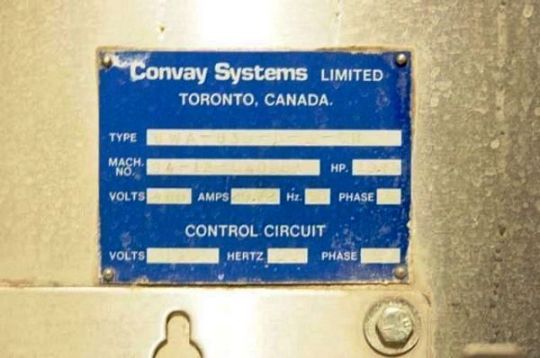 Convay Systems LIMITED
TORONTO, CANADA.
TYPE
MACH. NO. HP.
VOLTS AMPS Hz. PHASE
CONTROL CIRCUIT
VOLTS HERTZ PHASE